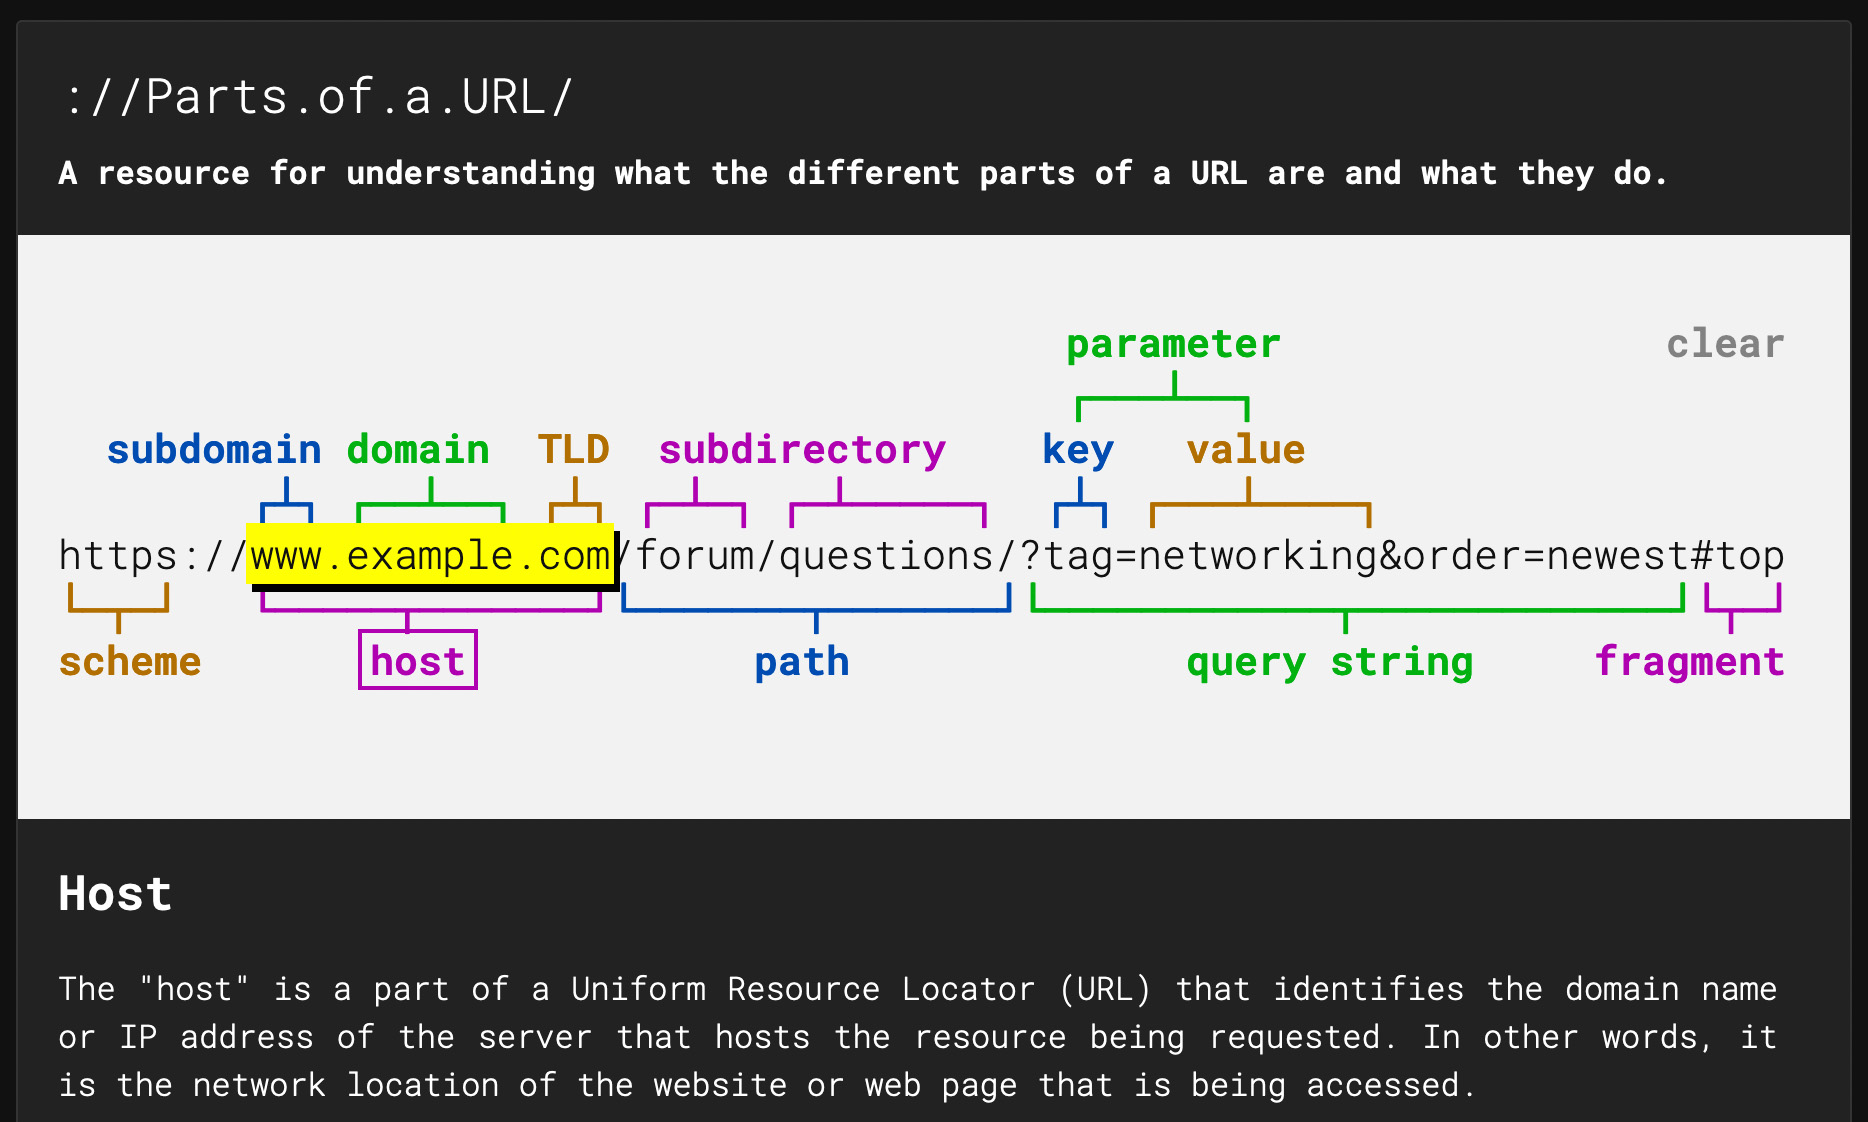 ://Parts.of.a.URL/
A resource for understanding what the different parts of a URL are and what they do.
parameter clear
subdomain domain TLD subdirectory key value
https://www.example.com/forum/questions/?tag=networking&order=newest#top
scheme host path query string fragment
Host
The "host" is a part of a Uniform Resource Locator (URL) that identifies the domain name
or IP address of the server that hosts the resource being requested. In other words, it
is the network location of the website or web page that is being accessed.